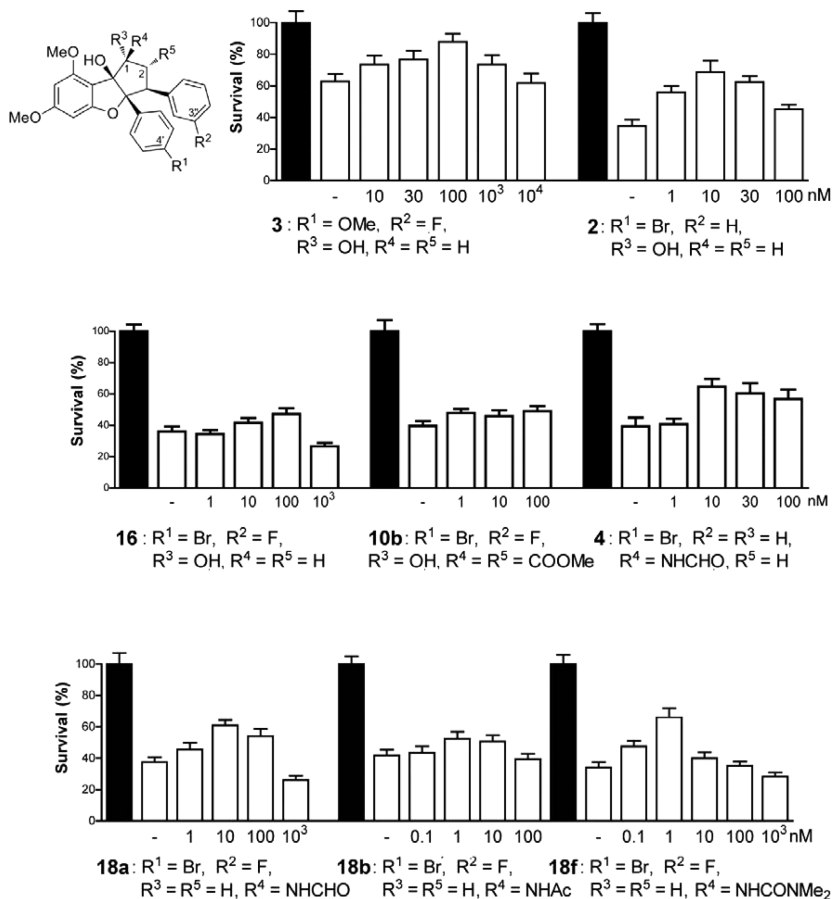 R³ R⁴
HO R⁵
MeO 1 2
MeO O 3"
4' R²
R¹
Survival (%)
100
80
60
40
20
0
- 10 30 100 10³ 10⁴ - 1 10 30 100 nM
3 : R¹ = OMe, R² = F, 2 : R¹ = Br, R² = H,
R³ = OH, R⁴ = R⁵ = H R³ = OH, R⁴ = R⁵ = H
Survival (%)
100
80
60
40
20
0
- 1 10 100 10³ - 1 10 100 - 1 10 30 100 nM
16 : R¹ = Br, R² = F, 10b : R¹ = Br, R² = F, 4 : R¹ = Br, R² = R³ = H,
R³ = OH, R⁴ = R⁵ = H R³ = OH, R⁴ = R⁵ = COOMe R⁴ = NHCHO, R⁵ = H
Survival (%)
100
80
60
40
20
0
- 1 10 100 10³ - 0.1 1 10 100 - 0.1 1 10 100 10³ nM
18a : R¹ = Br, R² = F, 18b : R¹ = Br, R² = F, 18f : R¹ = Br, R² = F,
R³ = R⁵ = H, R⁴ = NHCHO R³ = R⁵ = H, R⁴ = NHAc R³ = R⁵ = H, R⁴ = NHCONMe₂